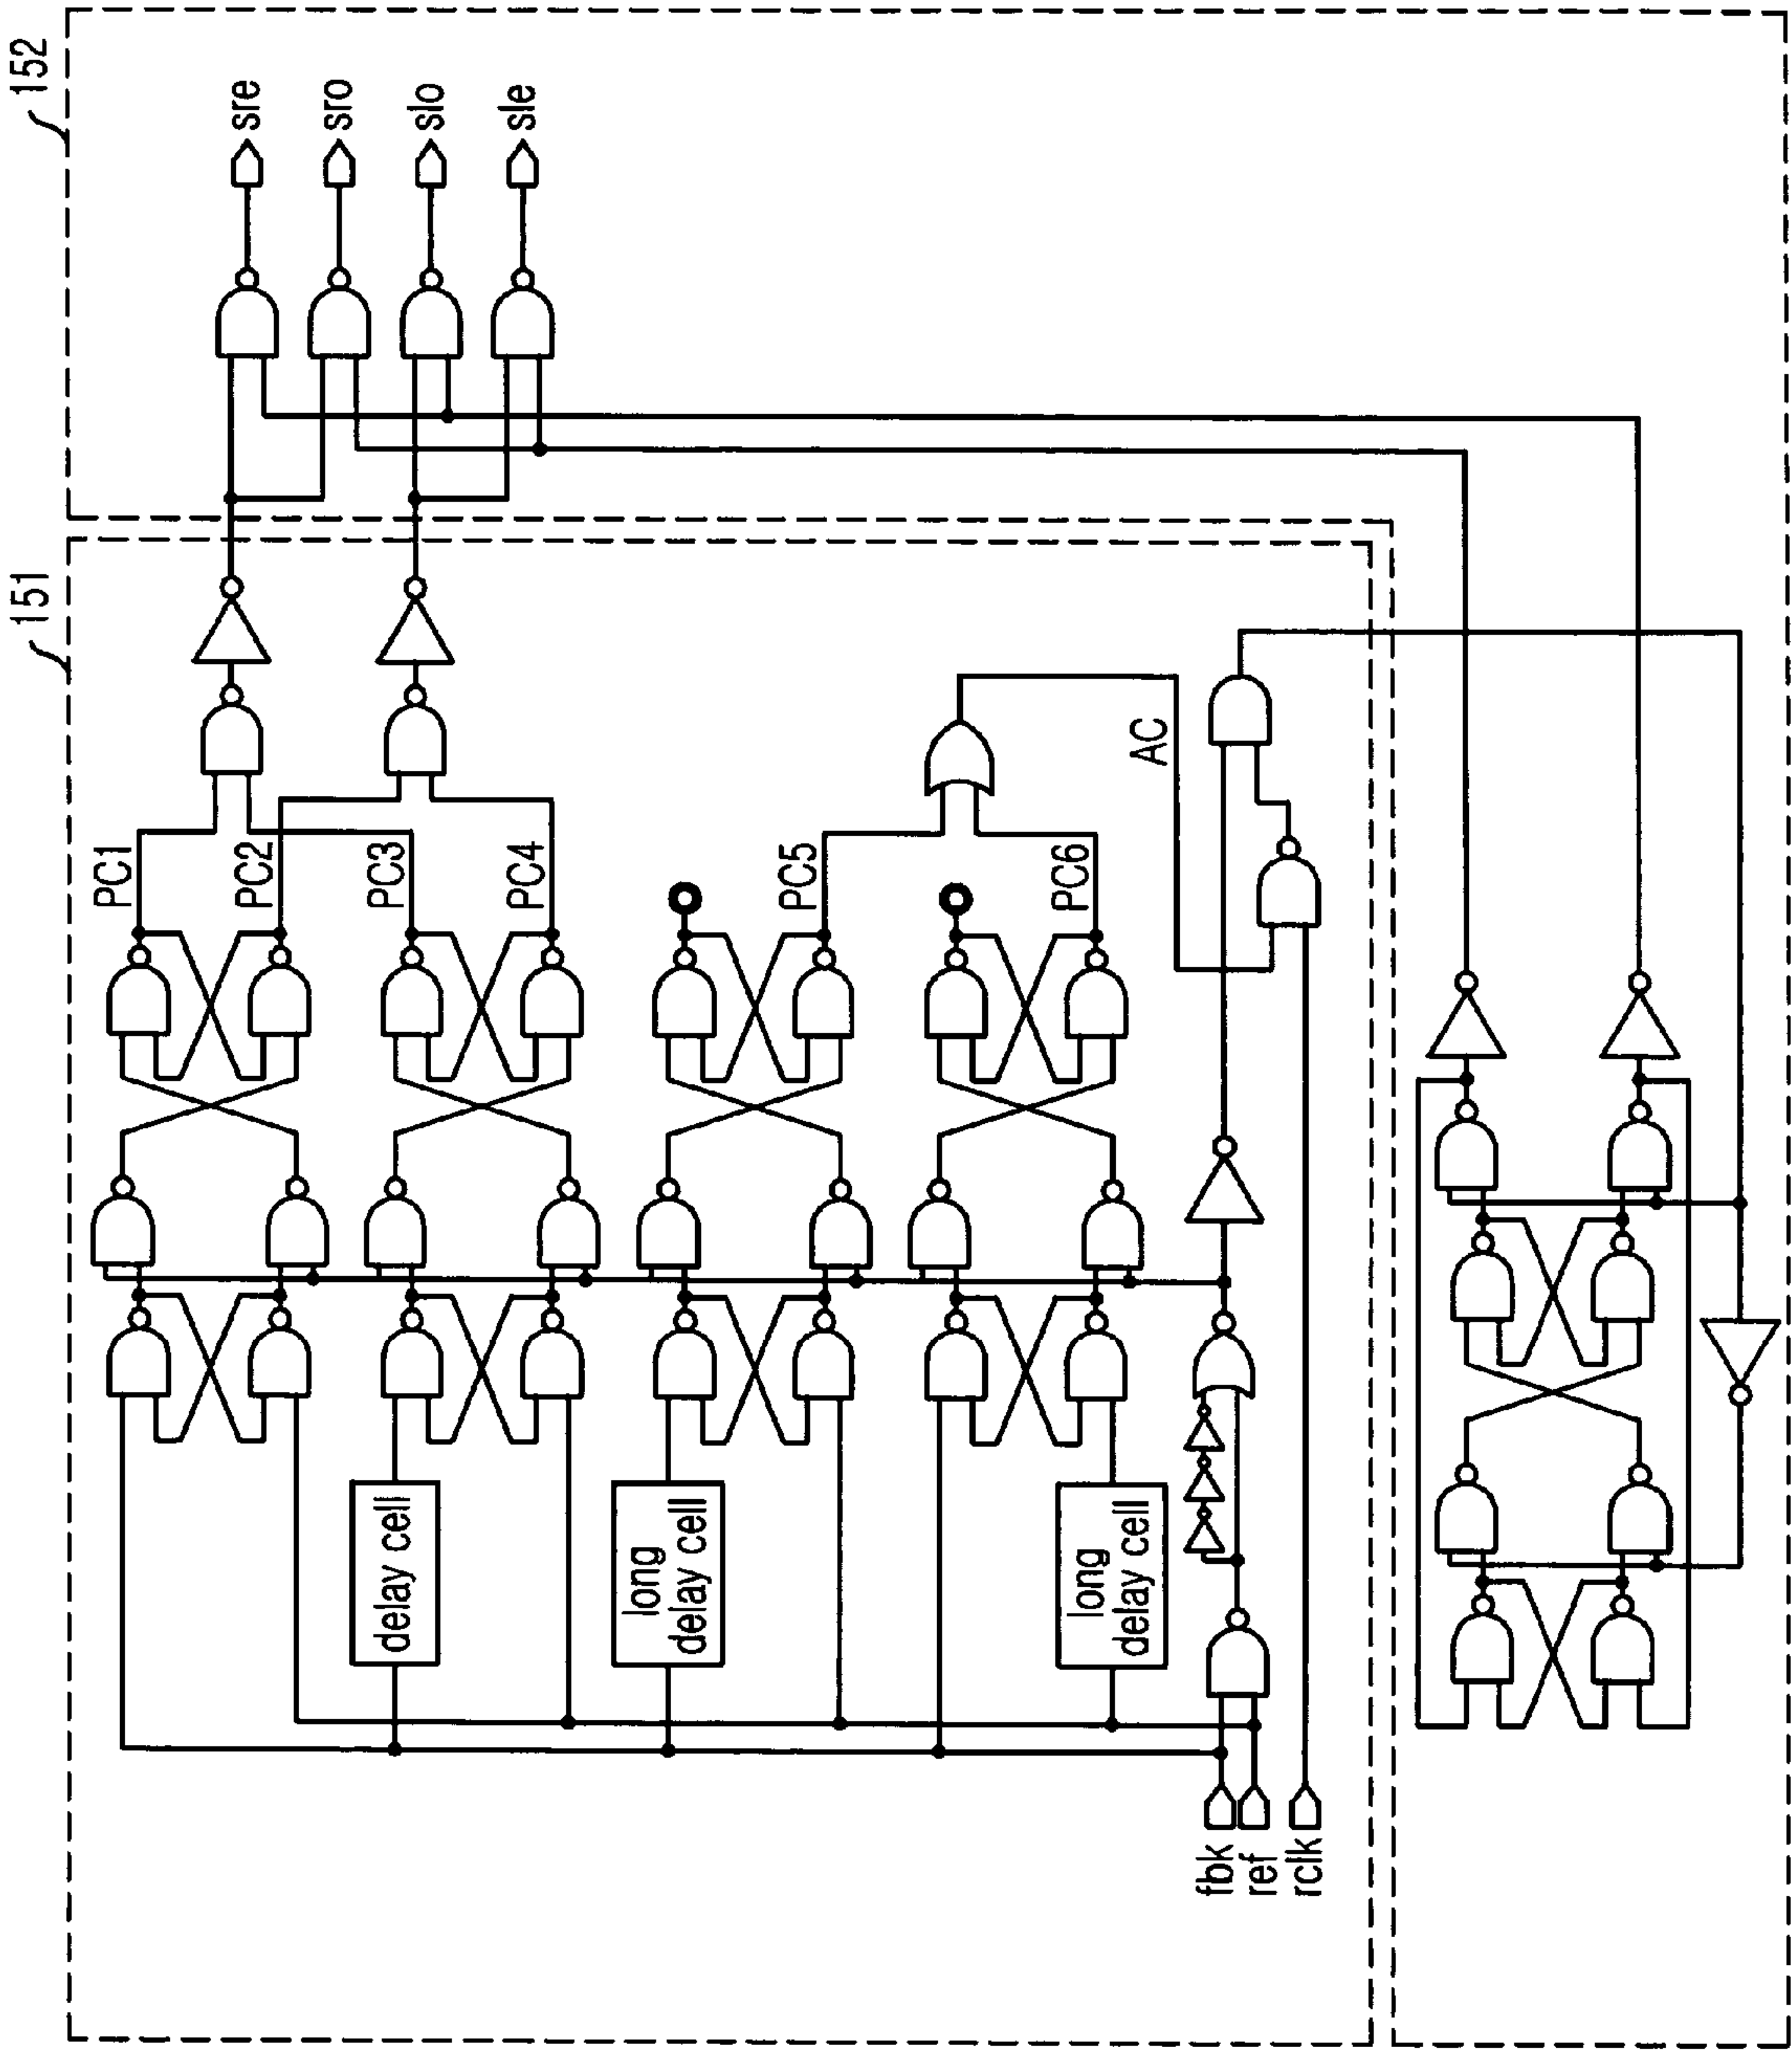 152
sre
sro
slo
sle
151
PC1
PC2
PC3
PC4
PC5
PC6
AC
delay cell
long
delay cell
long
delay cell
fbk
ref
rclk